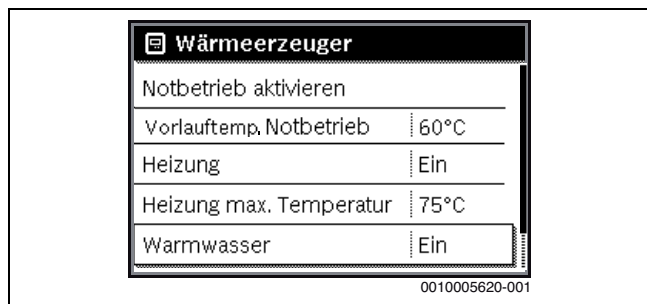 Wärmeerzeuger
Notbetrieb aktivieren
Vorlauftemp. Notbetrieb 60°C
Heizung Ein
Heizung max. Temperatur 75°C
Warmwasser Ein
0010005620-001